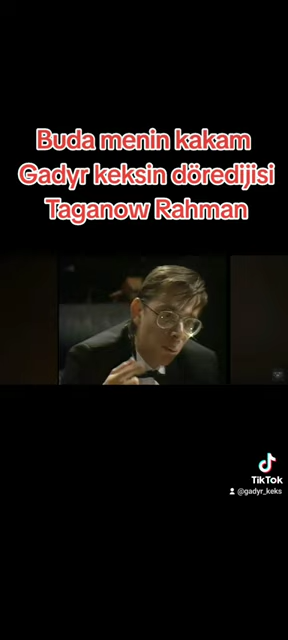 Buda menin kakam
Gadyr keksin döredijisi
Taganow Rahman
TikTok
@gadyr_keks